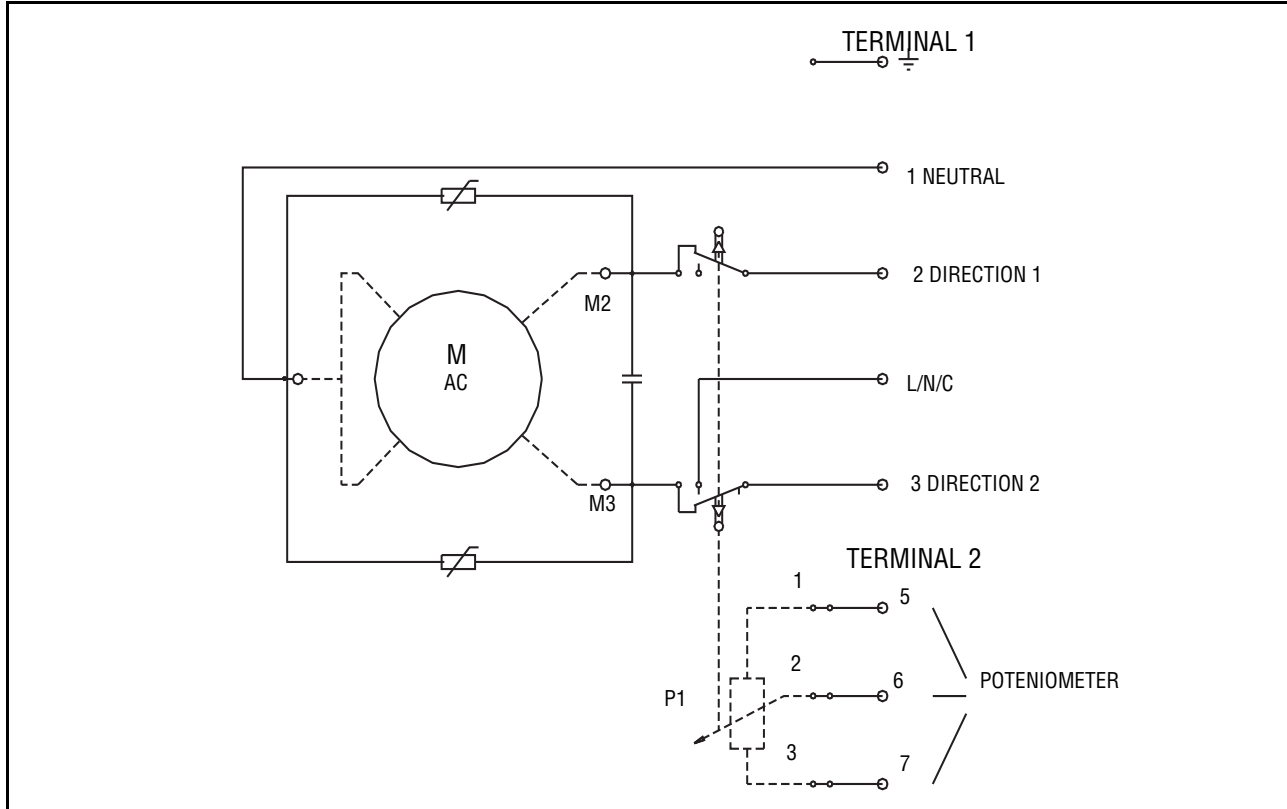 TERMINAL 1
1 NEUTRAL
M2
2 DIRECTION 1
M
AC
L/N/C
M3
3 DIRECTION 2
TERMINAL 2
1
5
2
6
P1
POTENIOMETER
3
7